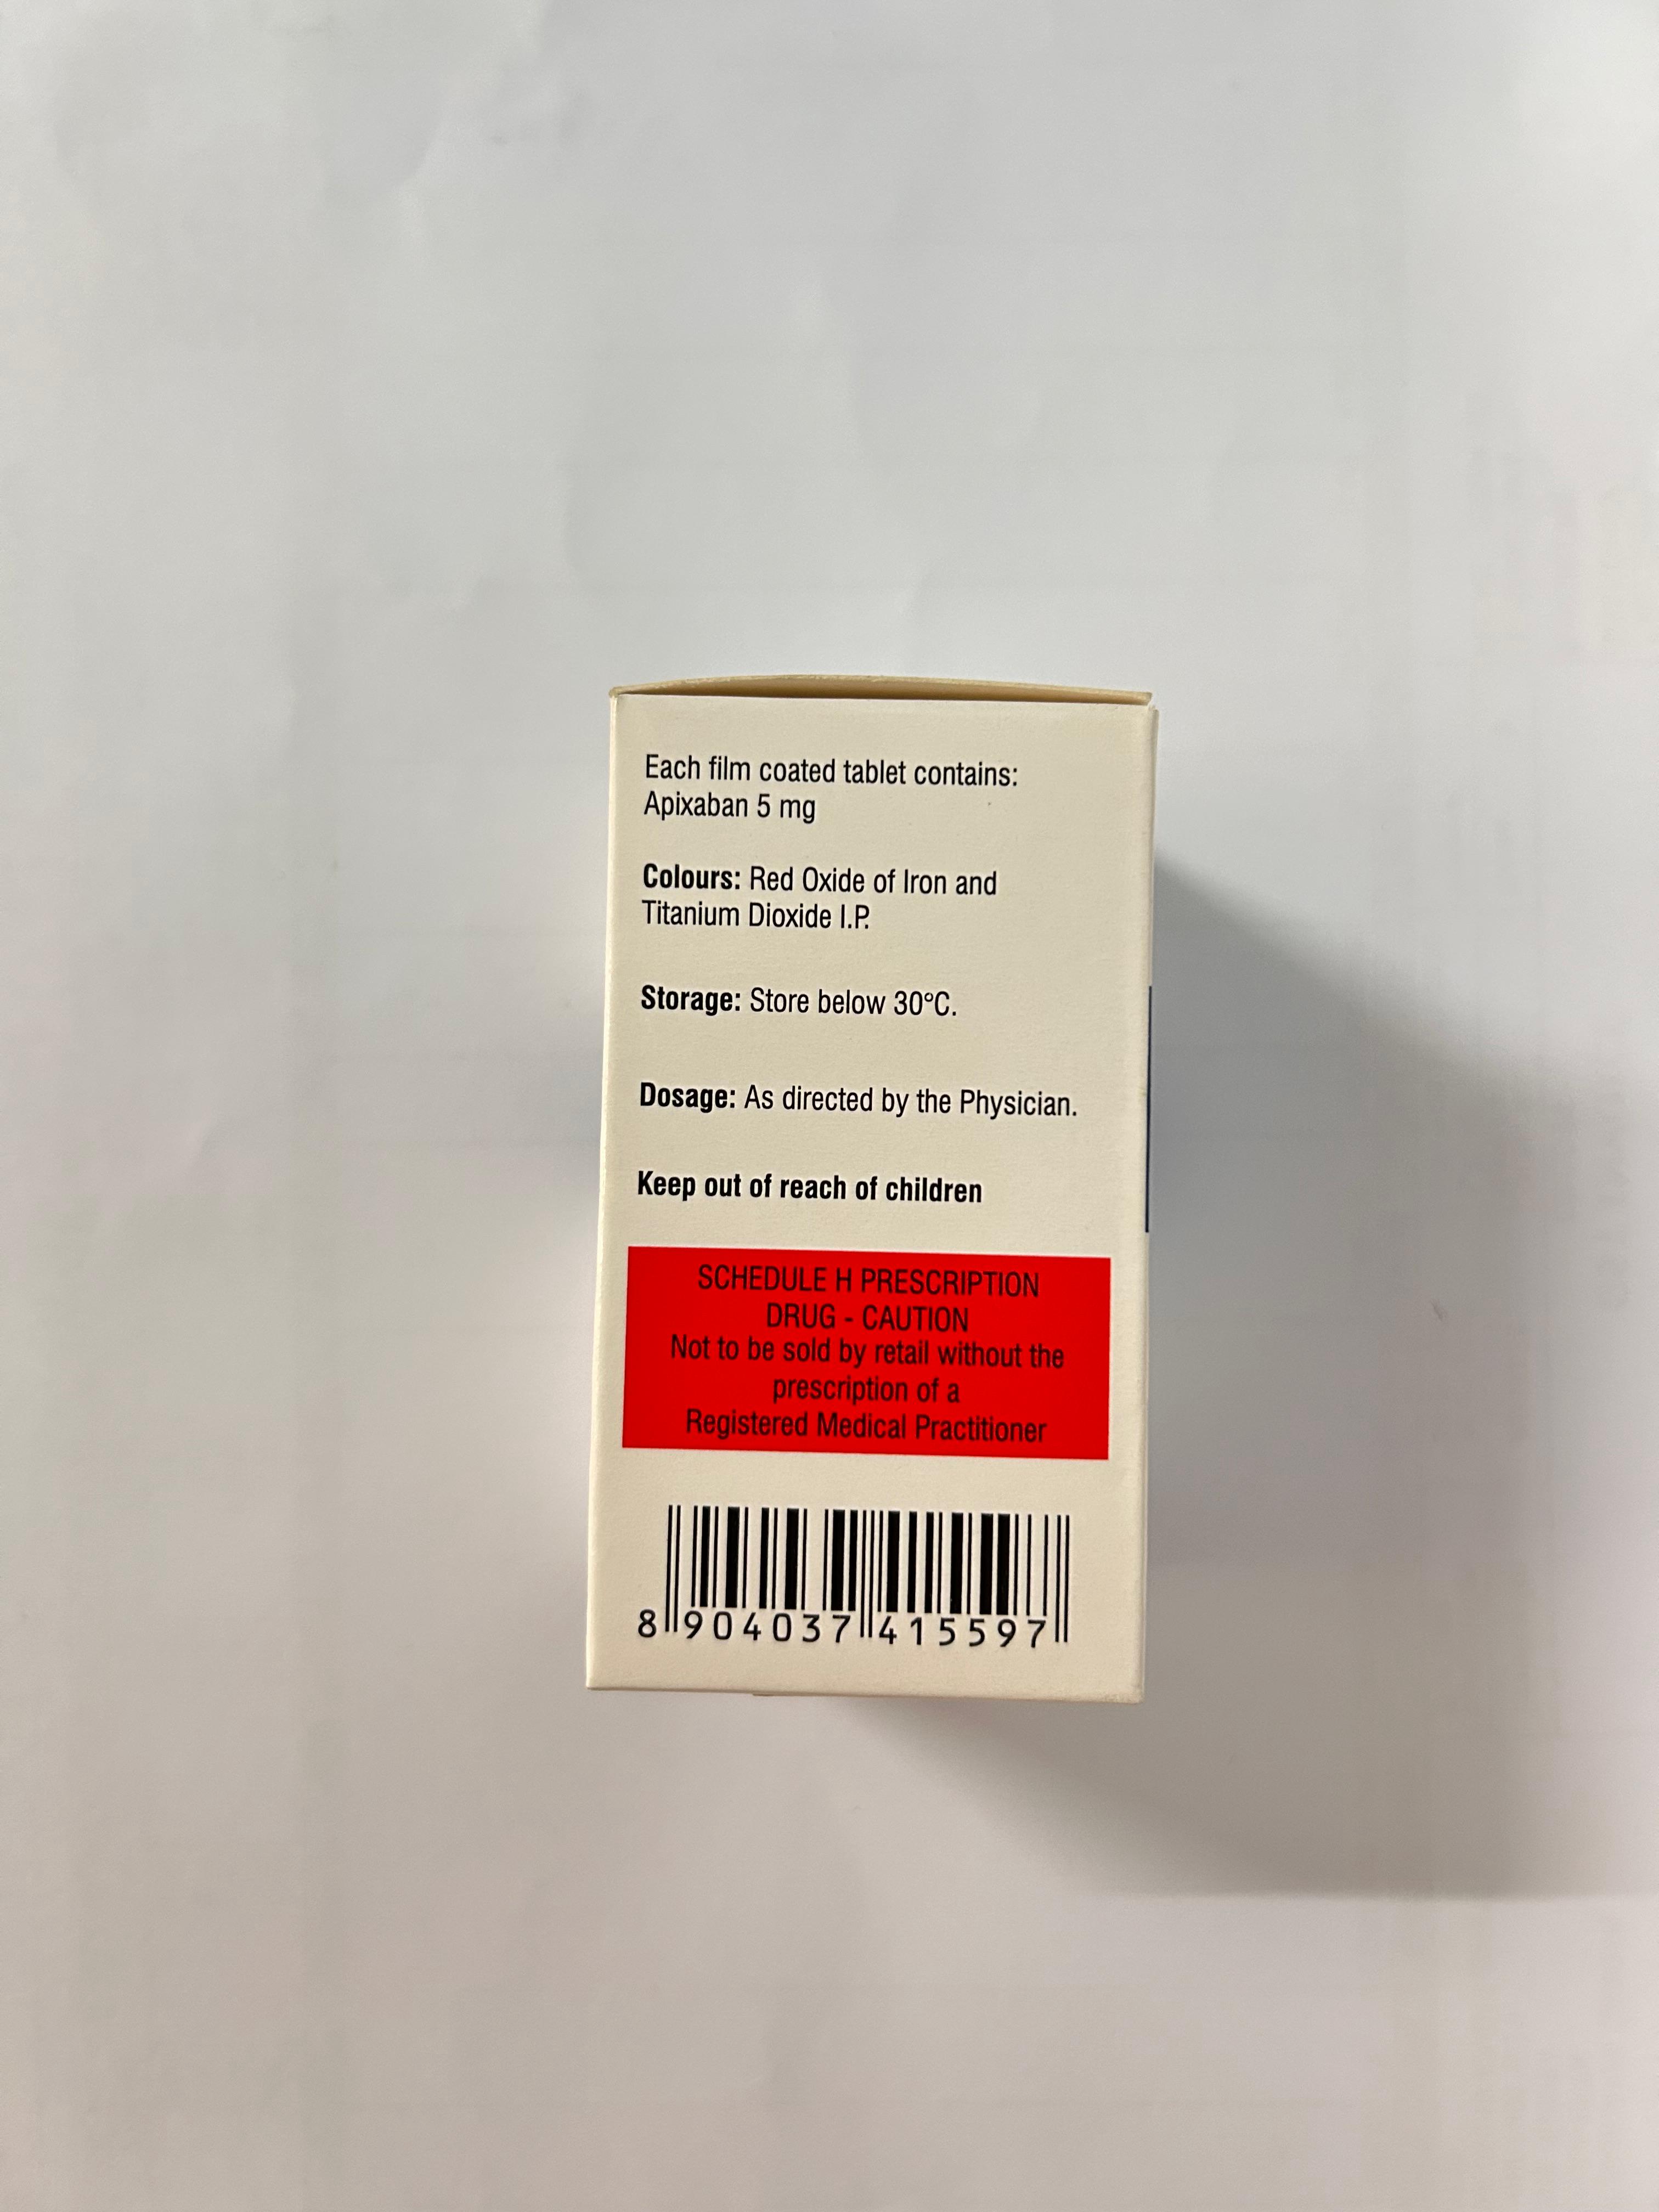 Each film coated tablet contains:
Apixaban 5 mg
Colours: Red Oxide of Iron and
Titanium Dioxide I.P.
Storage: Store below 30°C.
Dosage: As directed by the Physician.
Keep out of reach of children
SCHEDULE H PRESCRIPTION
DRUG - CAUTION
Not to be sold by retail without the
prescription of a
Registered Medical Practitioner
8 904037 415597